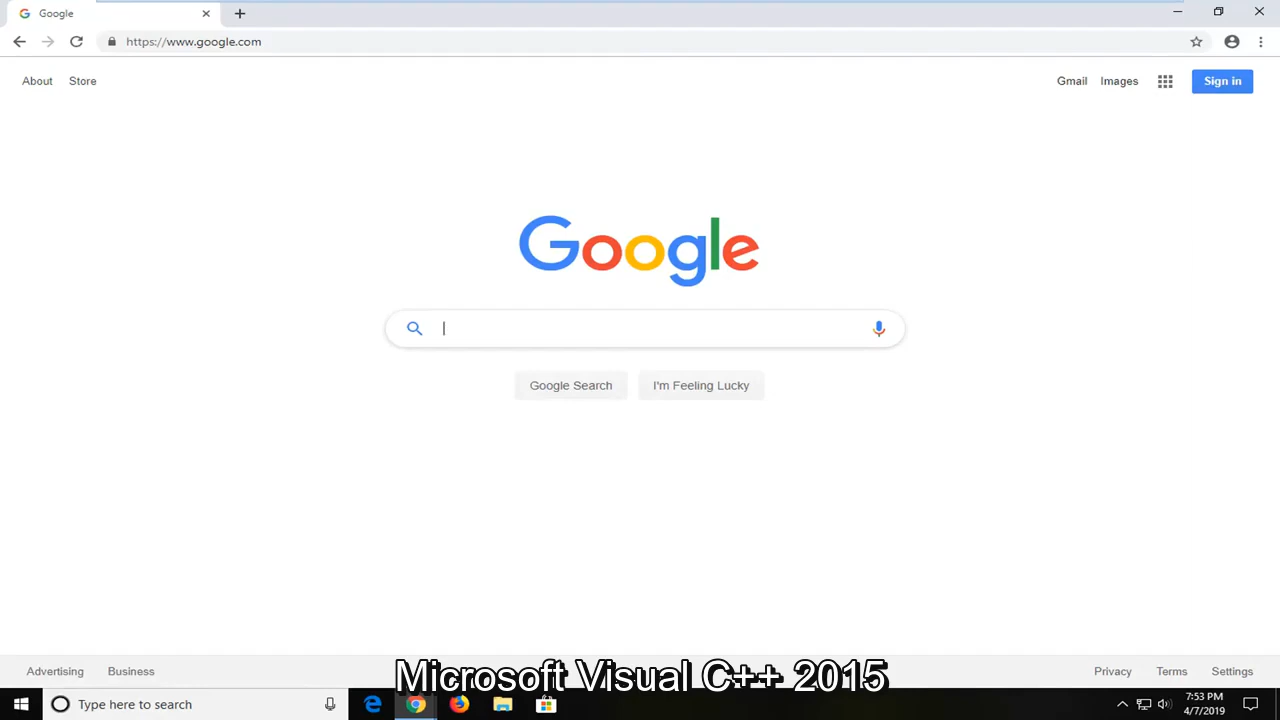 Google
https://www.google.com
About Store
Gmail Images Sign in
Google
Google Search I'm Feeling Lucky
Advertising Business
Privacy Terms Settings
Microsoft Visual C++ 2015
Type here to search
7:53 PM
4/7/2019